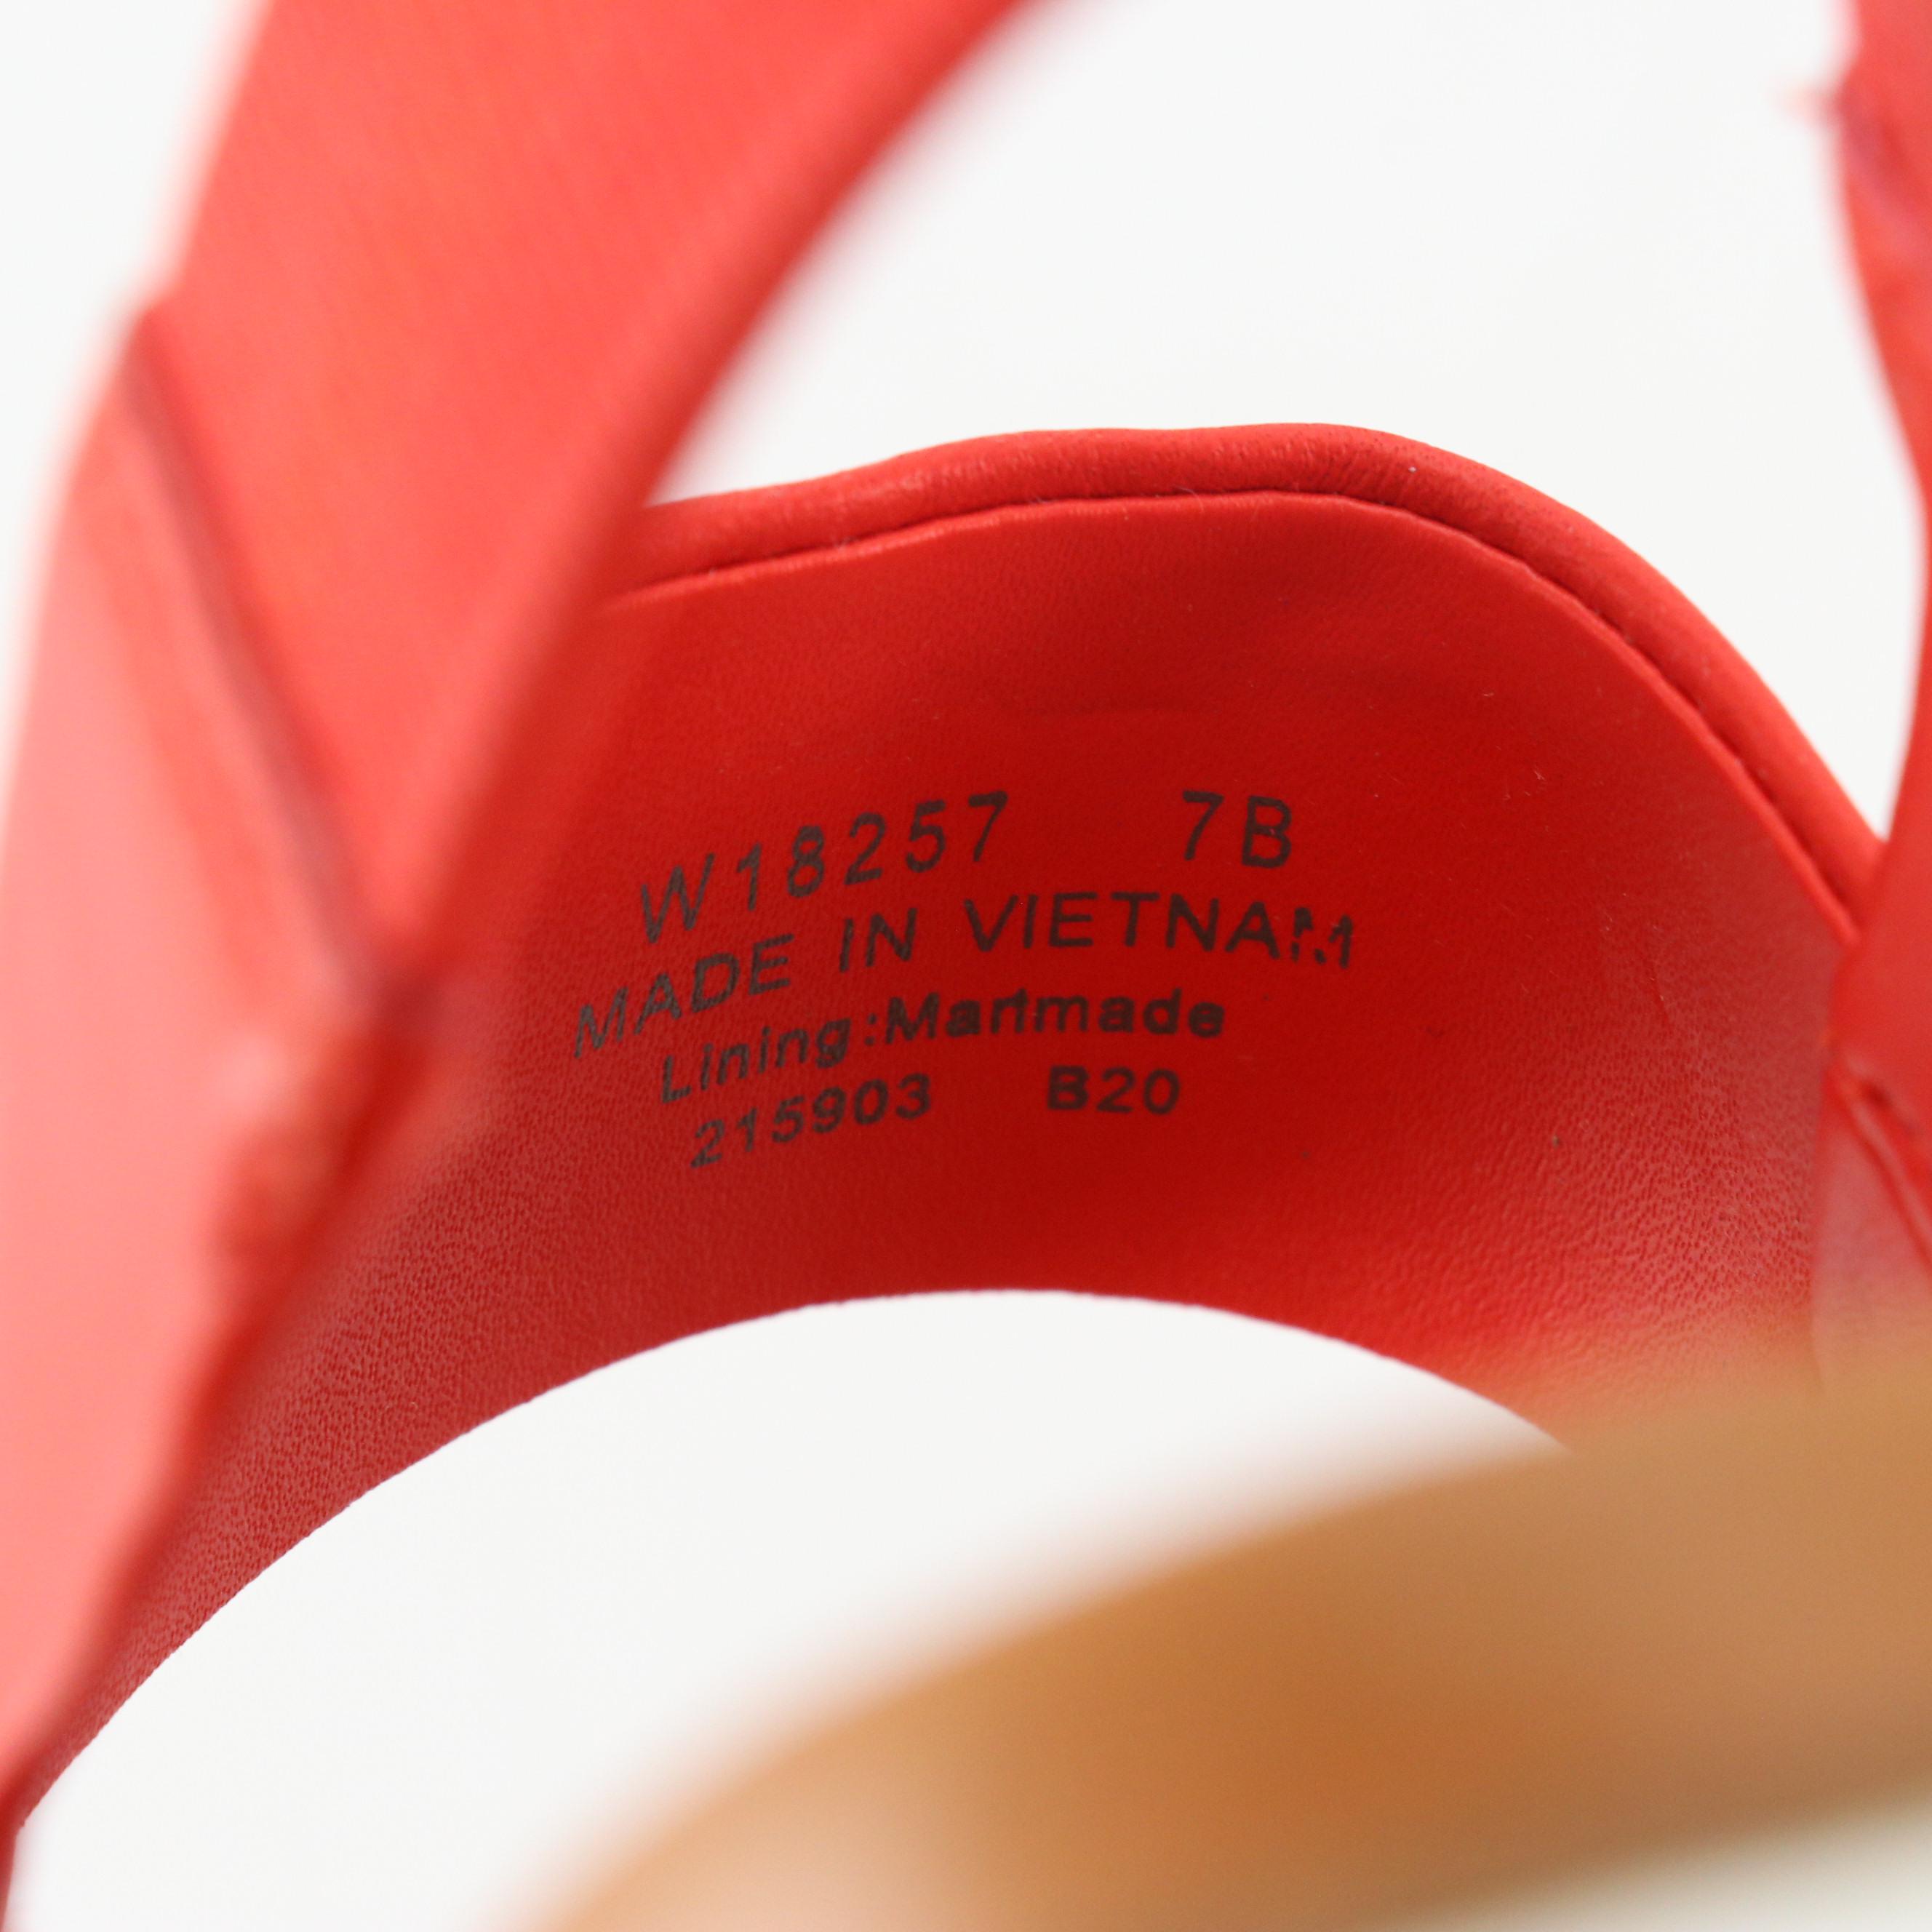 W18257 7B
MADE IN VIETNAM
Lining:Manmade
215903 B20